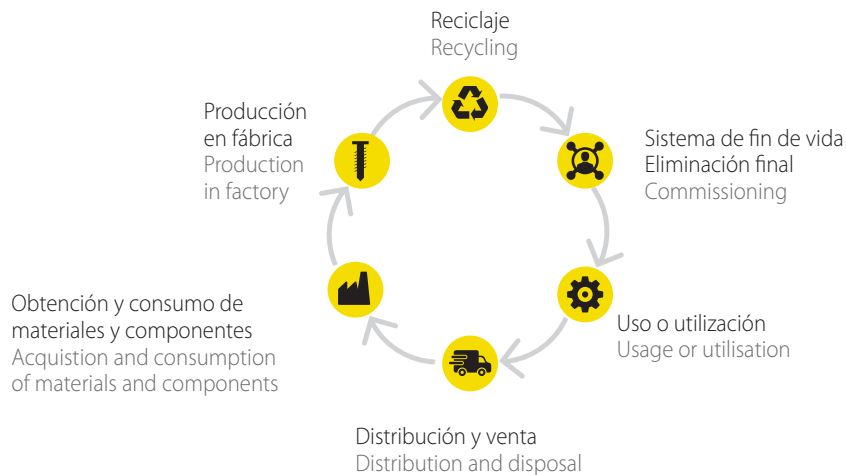 Reciclaje
Recycling
Producción
en fábrica
Production
in factory
Sistema de fin de vida
Eliminación final
Commissioning
Obtención y consumo de
materiales y componentes
Acquistion and consumption
of materials and components
Uso o utilización
Usage or utilisation
Distribución y venta
Distribution and disposal